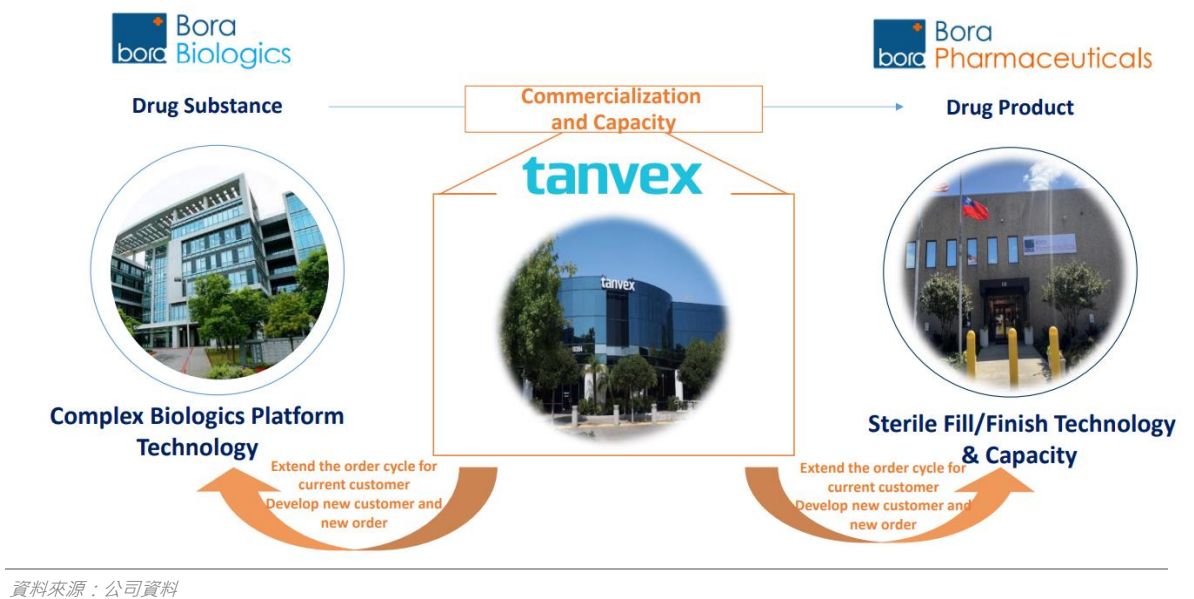 bora
Bora
Biologics
bora
Bora
Pharmaceuticals
Drug Substance
Commercialization
and Capacity
Drug Product
tanvex
tanvex
Bora
Pharmaceuticals
Complex Biologics Platform
Technology
Sterile Fill/Finish Technology
& Capacity
Extend the order cycle for
current customer
Develop new customer and
new order
Extend the order cycle for
current customer
Develop new customer and
new order
資料來源：公司資料